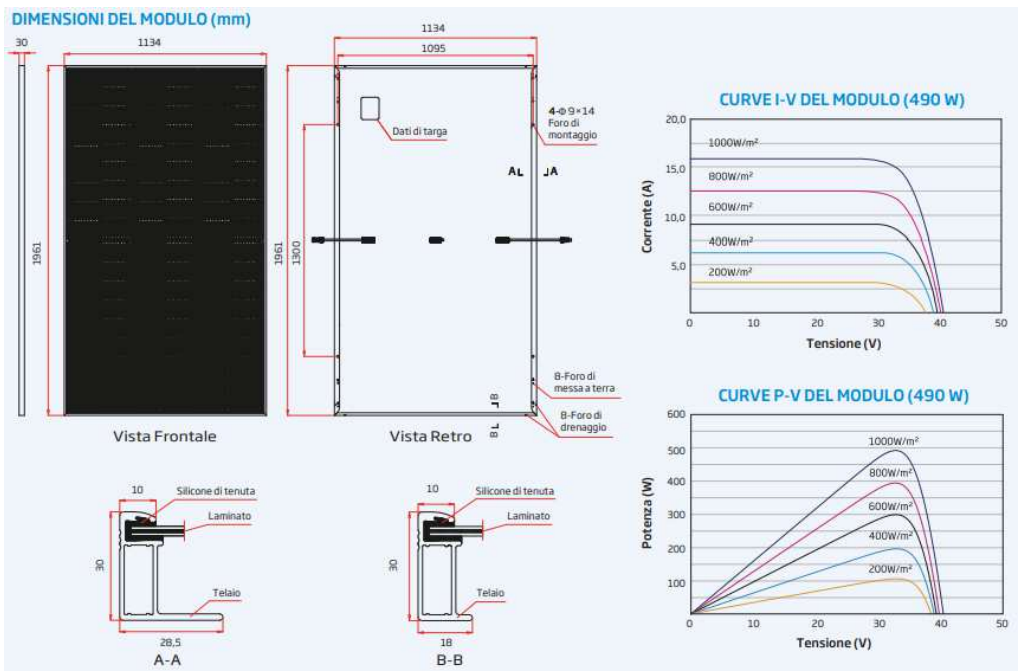 DIMENSIONI DEL MODULO (mm)
30
1134
1961
Vista Frontale
1134
1095
1961
1300
Dati di targa
4-Φ 9×14
Foro di
montaggio
A
A
8-Foro di
messa a terra
8-Foro di
drenaggio
B
B
Vista Retro
10
Silicone di tenuta
Laminato
30
Telaio
28,5
A-A
10
Silicone di tenuta
Laminato
30
Telaio
18
B-B
CURVE I-V DEL MODULO (490 W)
Corrente (A)
20,0
15,0
10,0
5,0
1000W/m²
800W/m²
600W/m²
400W/m²
200W/m²
0 10 20 30 40 50
Tensione (V)
CURVE P-V DEL MODULO (490 W)
Potenza (W)
600
500
400
300
200
100
1000W/m²
800W/m²
600W/m²
400W/m²
200W/m²
0 10 20 30 40 50
Tensione (V)